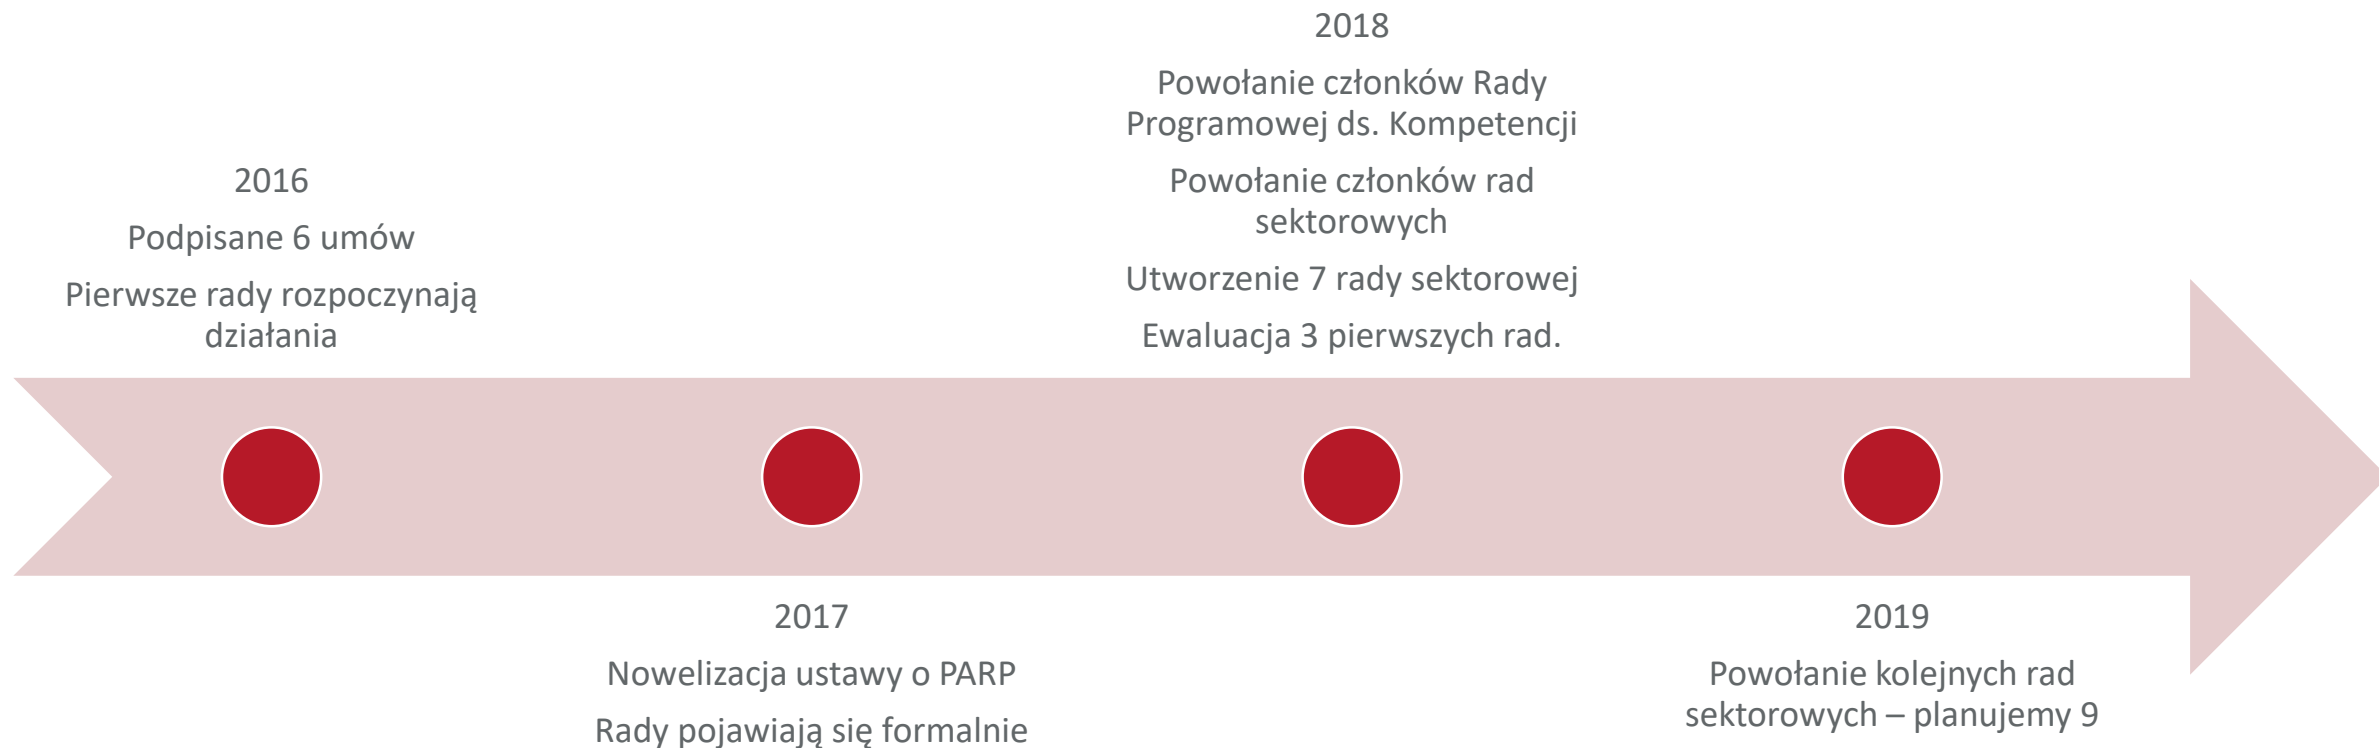 2016
Podpisane 6 umów
Pierwsze rady rozpoczynają
działania
2017
Nowelizacja ustawy o PARP
Rady pojawiają się formalnie
2018
Powołanie członków Rady
Programowej ds. Kompetencji
Powołanie członków rad
sektorowych
Utworzenie 7 rady sektorowej
Ewaluacja 3 pierwszych rad.
2019
Powołanie kolejnych rad
sektorowych – planujemy 9